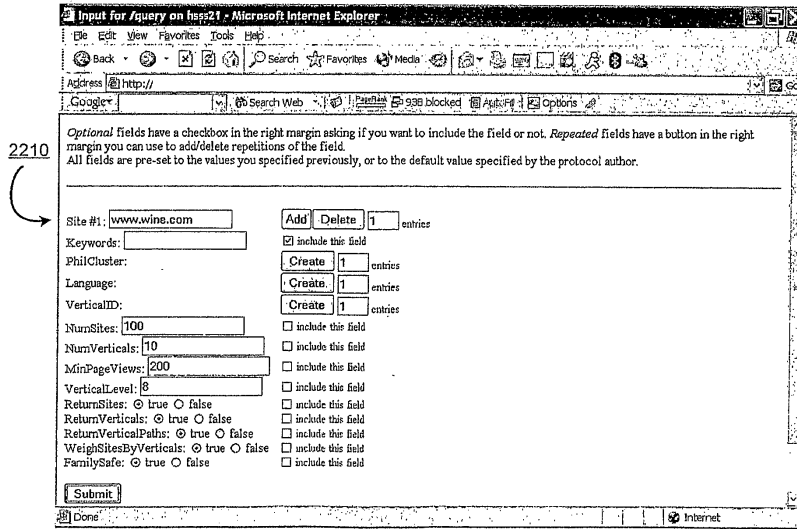 Input for /query on hsss21 - Microsoft Internet Explorer
File Edit View Favorites Tools Help
Back Search Favorites Media
Address http://
Google Search Web PageRank 938 blocked AutoFill Options
Optional fields have a checkbox in the right margin asking if you want to include the field or not. Repeated fields have a button in the right
margin you can use to add/delete repetitions of the field.
All fields are pre-set to the values you specified previously, or to the default value specified by the protocol author.
2210
Site #1: www.wine.com Add Delete 1 entries
Keywords: include this field
PhilCluster: Create 1 entries
Language: Create 1 entries
VerticalID: Create 1 entries
NumSites: 100 include this field
NumVerticals: 10 include this field
MinPageViews: 200 include this field
VerticalLevel: 8 include this field
ReturnSites: true false include this field
ReturnVerticals: true false include this field
ReturnVerticalPaths: true false include this field
WeighSitesByVerticals: true false include this field
FamilySafe: true false include this field
Submit
Done Internet